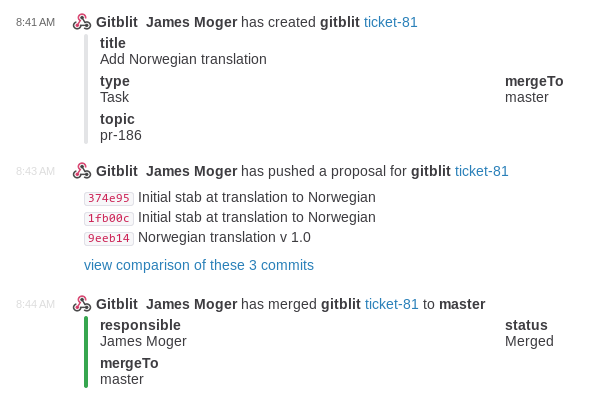 8:41 AM Gitblit James Moger has created gitblit ticket-81
title
Add Norwegian translation
type mergeTo
Task master
topic
pr-186
8:43 AM Gitblit James Moger has pushed a proposal for gitblit ticket-81
374e95 Initial stab at translation to Norwegian
1fb00c Initial stab at translation to Norwegian
9eeb14 Norwegian translation v 1.0
view comparison of these 3 commits
8:44 AM Gitblit James Moger has merged gitblit ticket-81 to master
responsible status
James Moger Merged
mergeTo
master